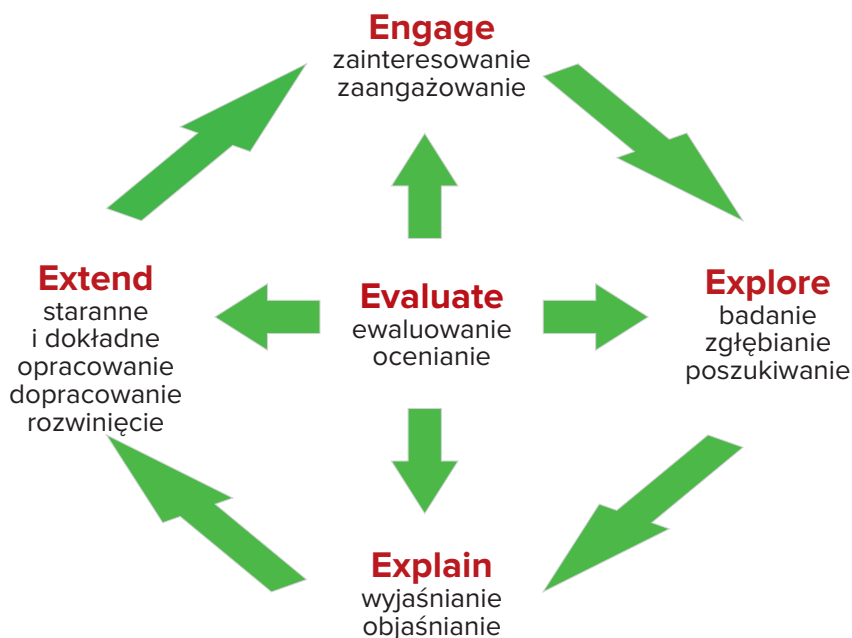 Engage
zainteresowanie
zaangażowanie
Extend
staranne
i dokładne
opracowanie
dopracowanie
rozwinięcie
Evaluate
ewaluowanie
ocenianie
Explore
badanie
zgłębianie
poszukiwanie
Explain
wyjaśnianie
objaśnianie